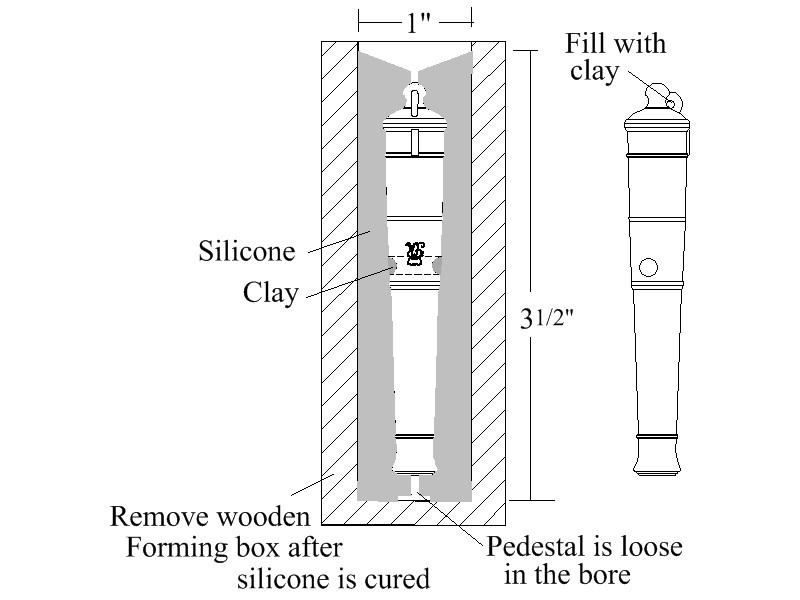 1"
Fill with
clay
Silicone
Clay
3 1/2"
Remove wooden
Forming box after
silicone is cured
Pedestal is loose
in the bore